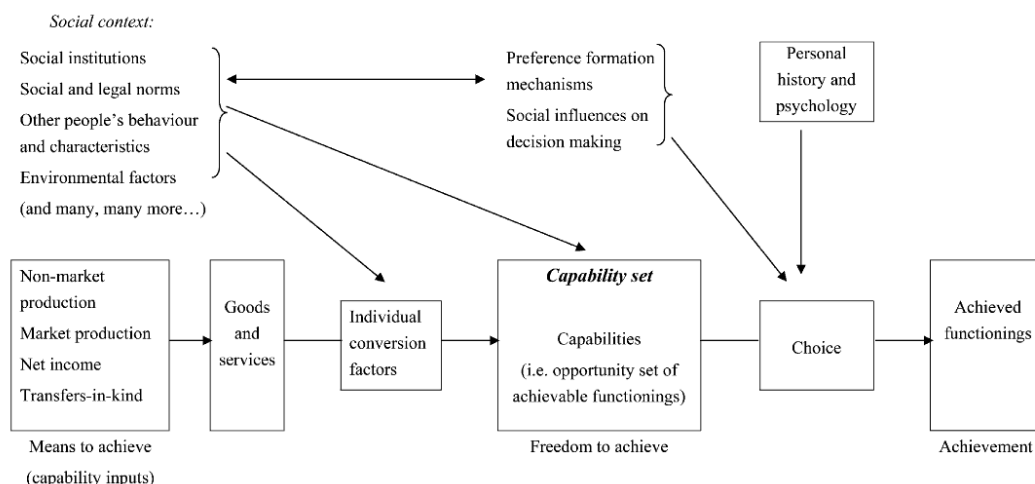 Social context:
Social institutions
Social and legal norms
Other people's behaviour
and characteristics
Environmental factors
(and many, many more…)
Preference formation
mechanisms
Social influences on
decision making
Personal
history and
psychology
Non-market
production
Market production
Net income
Transfers-in-kind
Means to achieve
(capability inputs)
Goods
and
services
Individual
conversion
factors
Capability set
Capabilities
(i.e. opportunity set of
achievable functionings)
Freedom to achieve
Choice
Achieved
functionings
Achievement